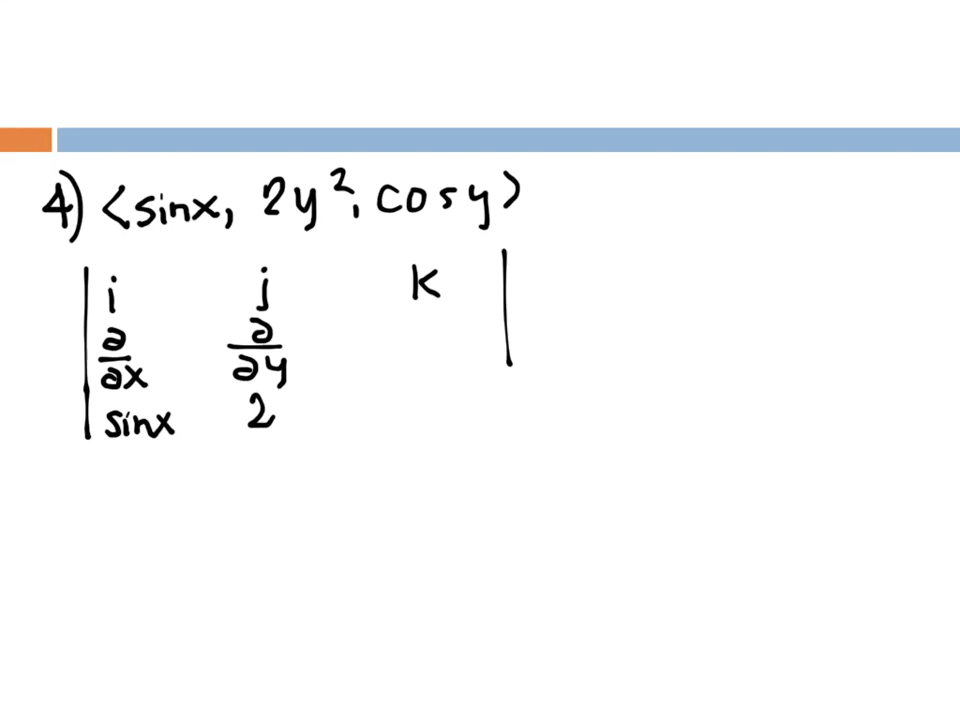 4) <sinx, 2y², cosy>
| i j k |
∂/∂x ∂/∂y
sinx 2